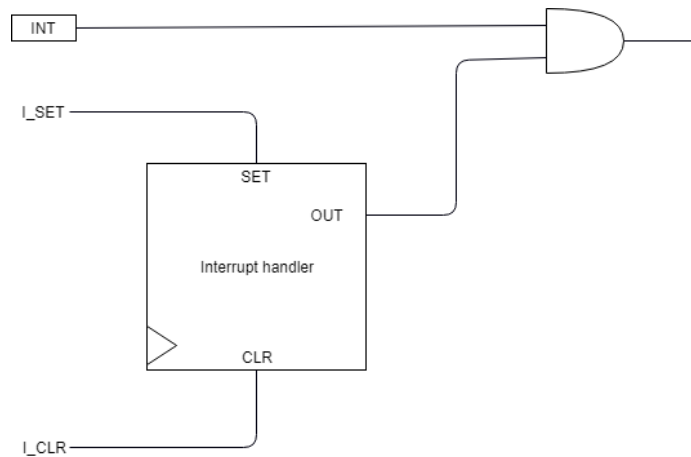 INT
I_SET
SET
OUT
Interrupt handler
CLR
I_CLR